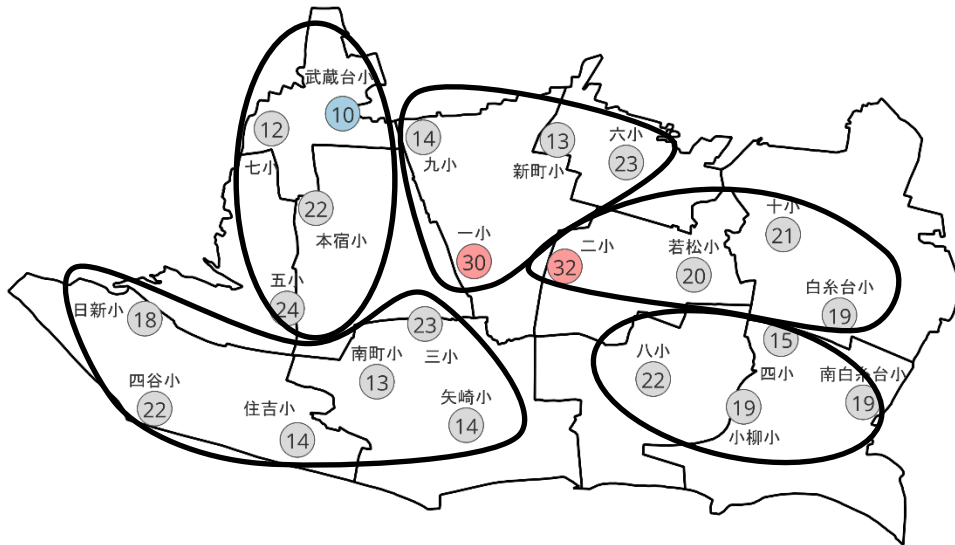 武蔵台小
10
12
七小
22
本宿小
五小
24
14
九小
13
新町小
六小
23
一小
30
二小
32
若松小
20
十小
21
白糸台小
19
日新小
18
四谷小
22
住吉小
14
23
三小
南町小
13
矢崎小
14
八小
22
15
四小
19
小柳小
南白糸台小
19